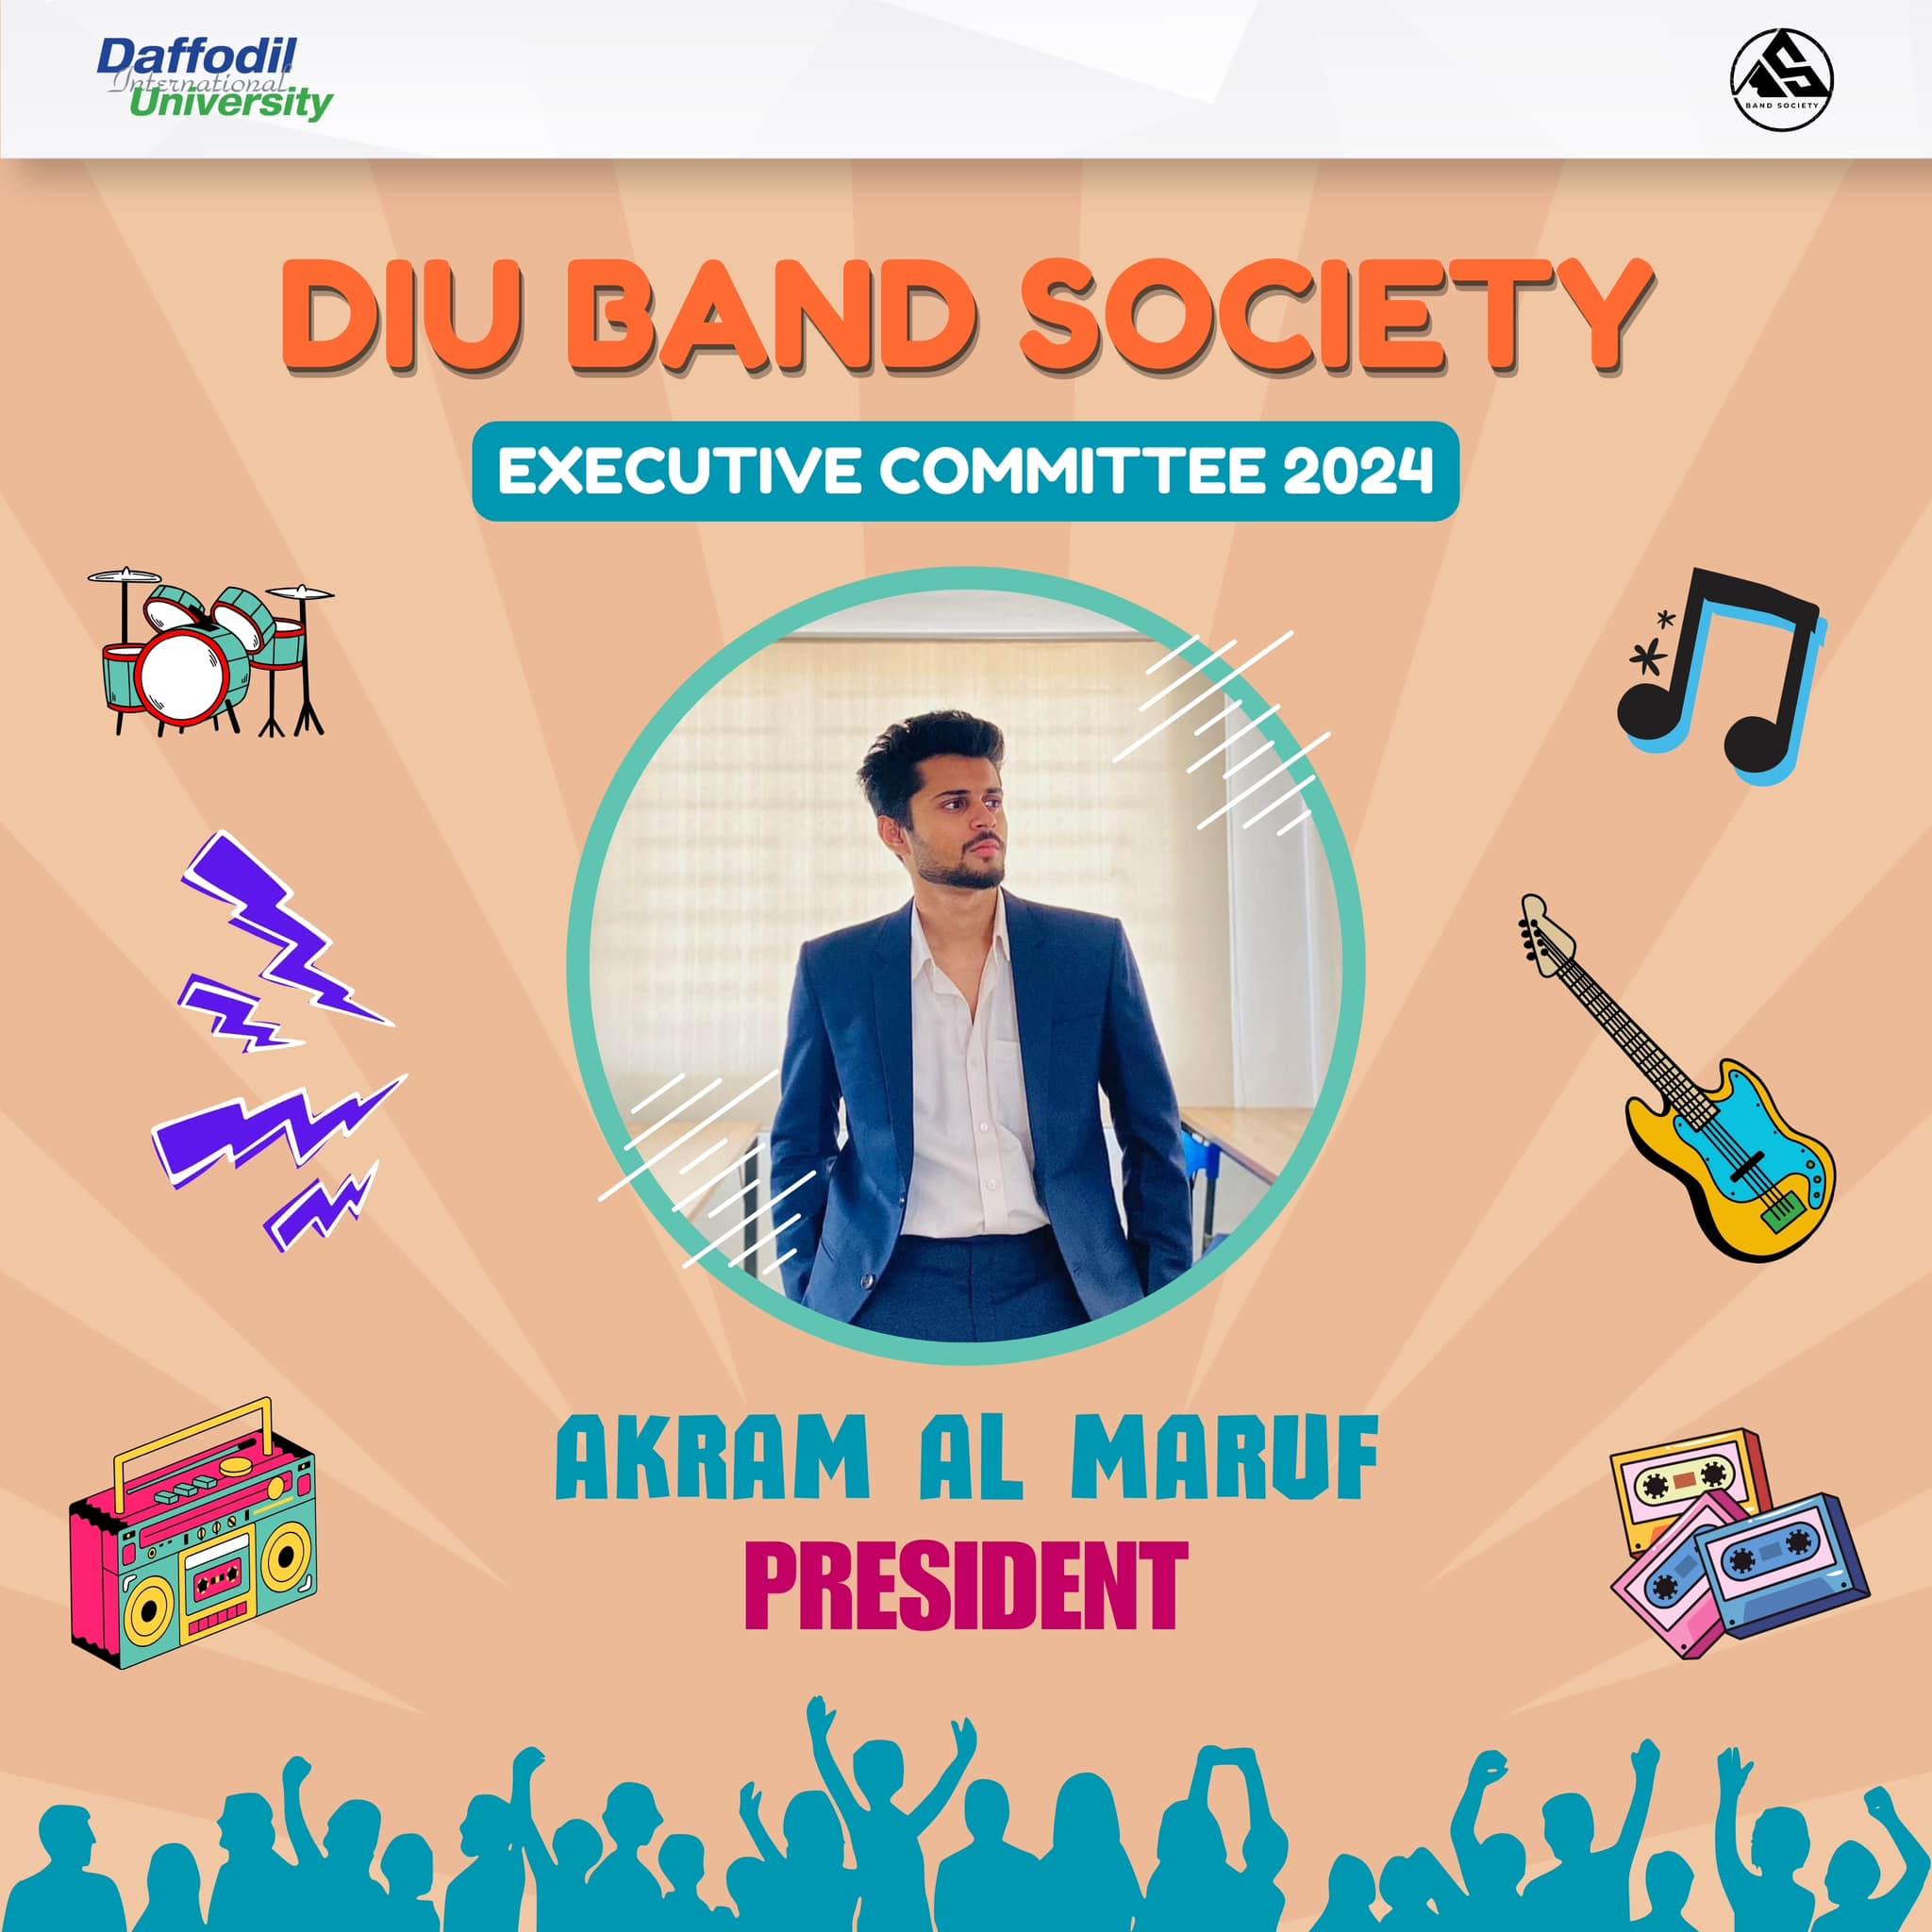 Daffodil
International
University
BAND SOCIETY
DIU BAND SOCIETY
EXECUTIVE COMMITTEE 2024
AKRAM AL MARUF
PRESIDENT